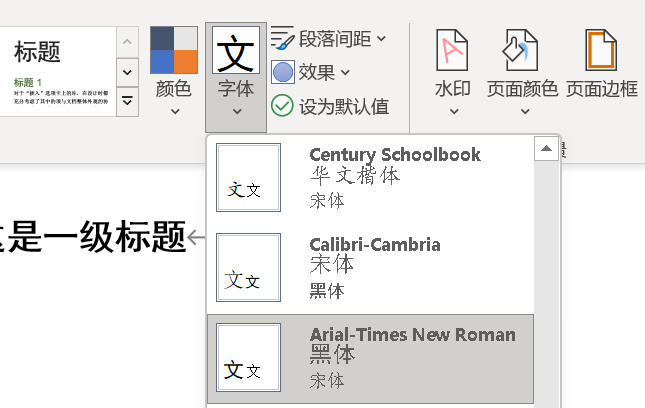 标题
标题 1
对于“插入”选项卡上的库，在设计时都
充分考虑了其中的项与文档整体外观的协
颜色
文
字体
段落间距
效果
设为默认值
A
水印
页面颜色
页面边框
是一级标题
文文
Century Schoolbook
华文楷体
宋体
文文
Calibri-Cambria
宋体
黑体
文文
Arial-Times New Roman
黑体
宋体